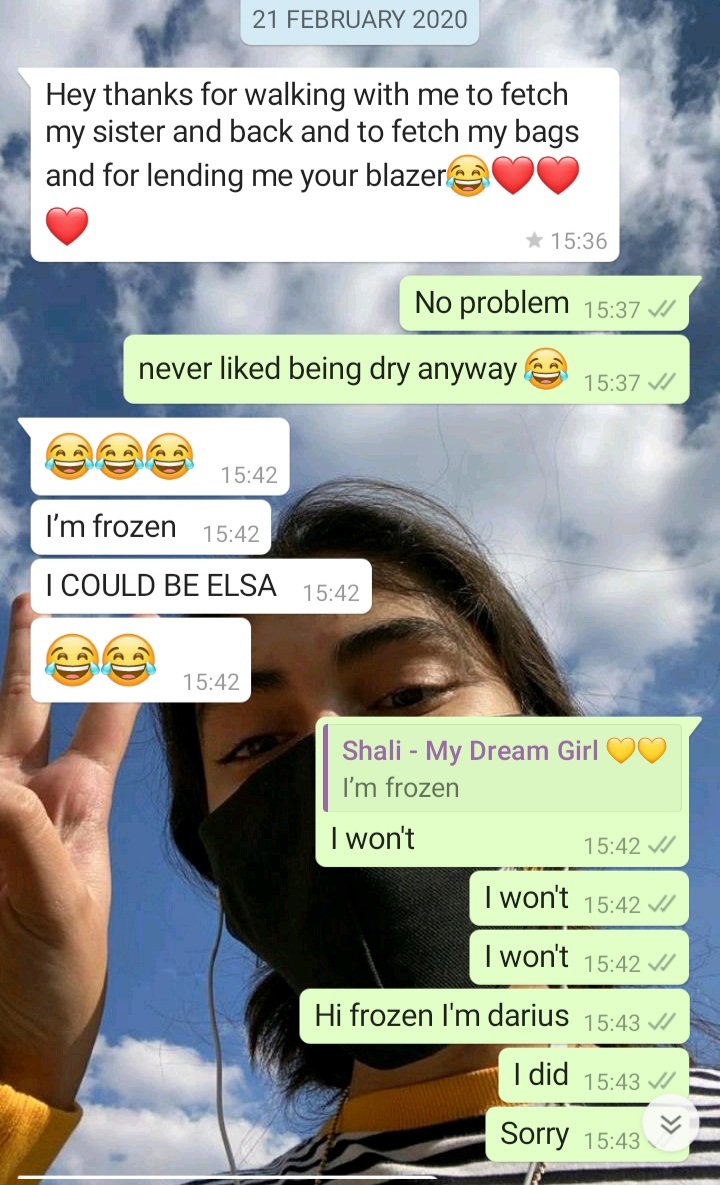 21 FEBRUARY 2020
Hey thanks for walking with me to fetch
my sister and back and to fetch my bags
and for lending me your blazer😂❤️❤️
❤️
15:36
No problem 15:37
never liked being dry anyway 😂 15:37
😂😂😂 15:42
I’m frozen 15:42
I COULD BE ELSA 15:42
😂😂 15:42
Shali - My Dream Girl 💛💛
I’m frozen
I won't 15:42
I won't 15:42
I won't 15:42
Hi frozen I'm darius 15:43
I did 15:43
Sorry 15:43